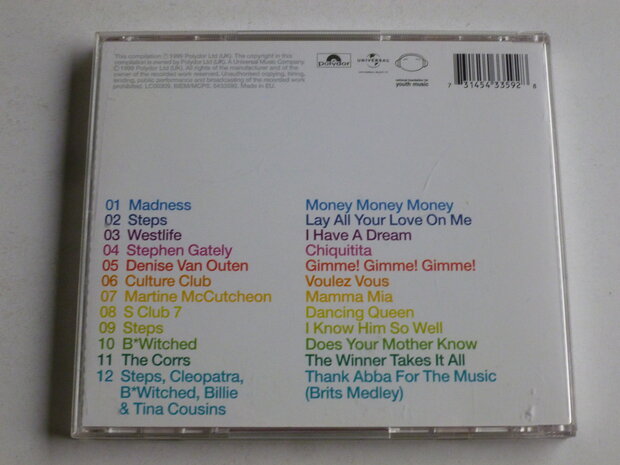 This compilation ℗ 1999 Polydor Ltd (UK). The copyright in this
compilation is owned by Polydor Ltd (UK). A Universal Music Company.
© 1999 Polydor Ltd (UK). All rights of the manufacturer and of the
owner of the recorded work reserved. Unauthorised copying, hiring,
lending, public performance and broadcasting of the recorded work
prohibited. LC00309. BIEM/MCPS. 5433592. Made in EU.
polydor
UNIVERSAL
youth music
7 31454 33592 6
01 Madness Money Money Money
02 Steps Lay All Your Love On Me
03 Westlife I Have A Dream
04 Stephen Gately Chiquitita
05 Denise Van Outen Gimme! Gimme! Gimme!
06 Culture Club Voulez Vous
07 Martine McCutcheon Mamma Mia
08 S Club 7 Dancing Queen
09 Steps I Know Him So Well
10 B*Witched Does Your Mother Know
11 The Corrs The Winner Takes It All
12 Steps, Cleopatra, Thank Abba For The Music
B*Witched, Billie (Brits Medley)
& Tina Cousins